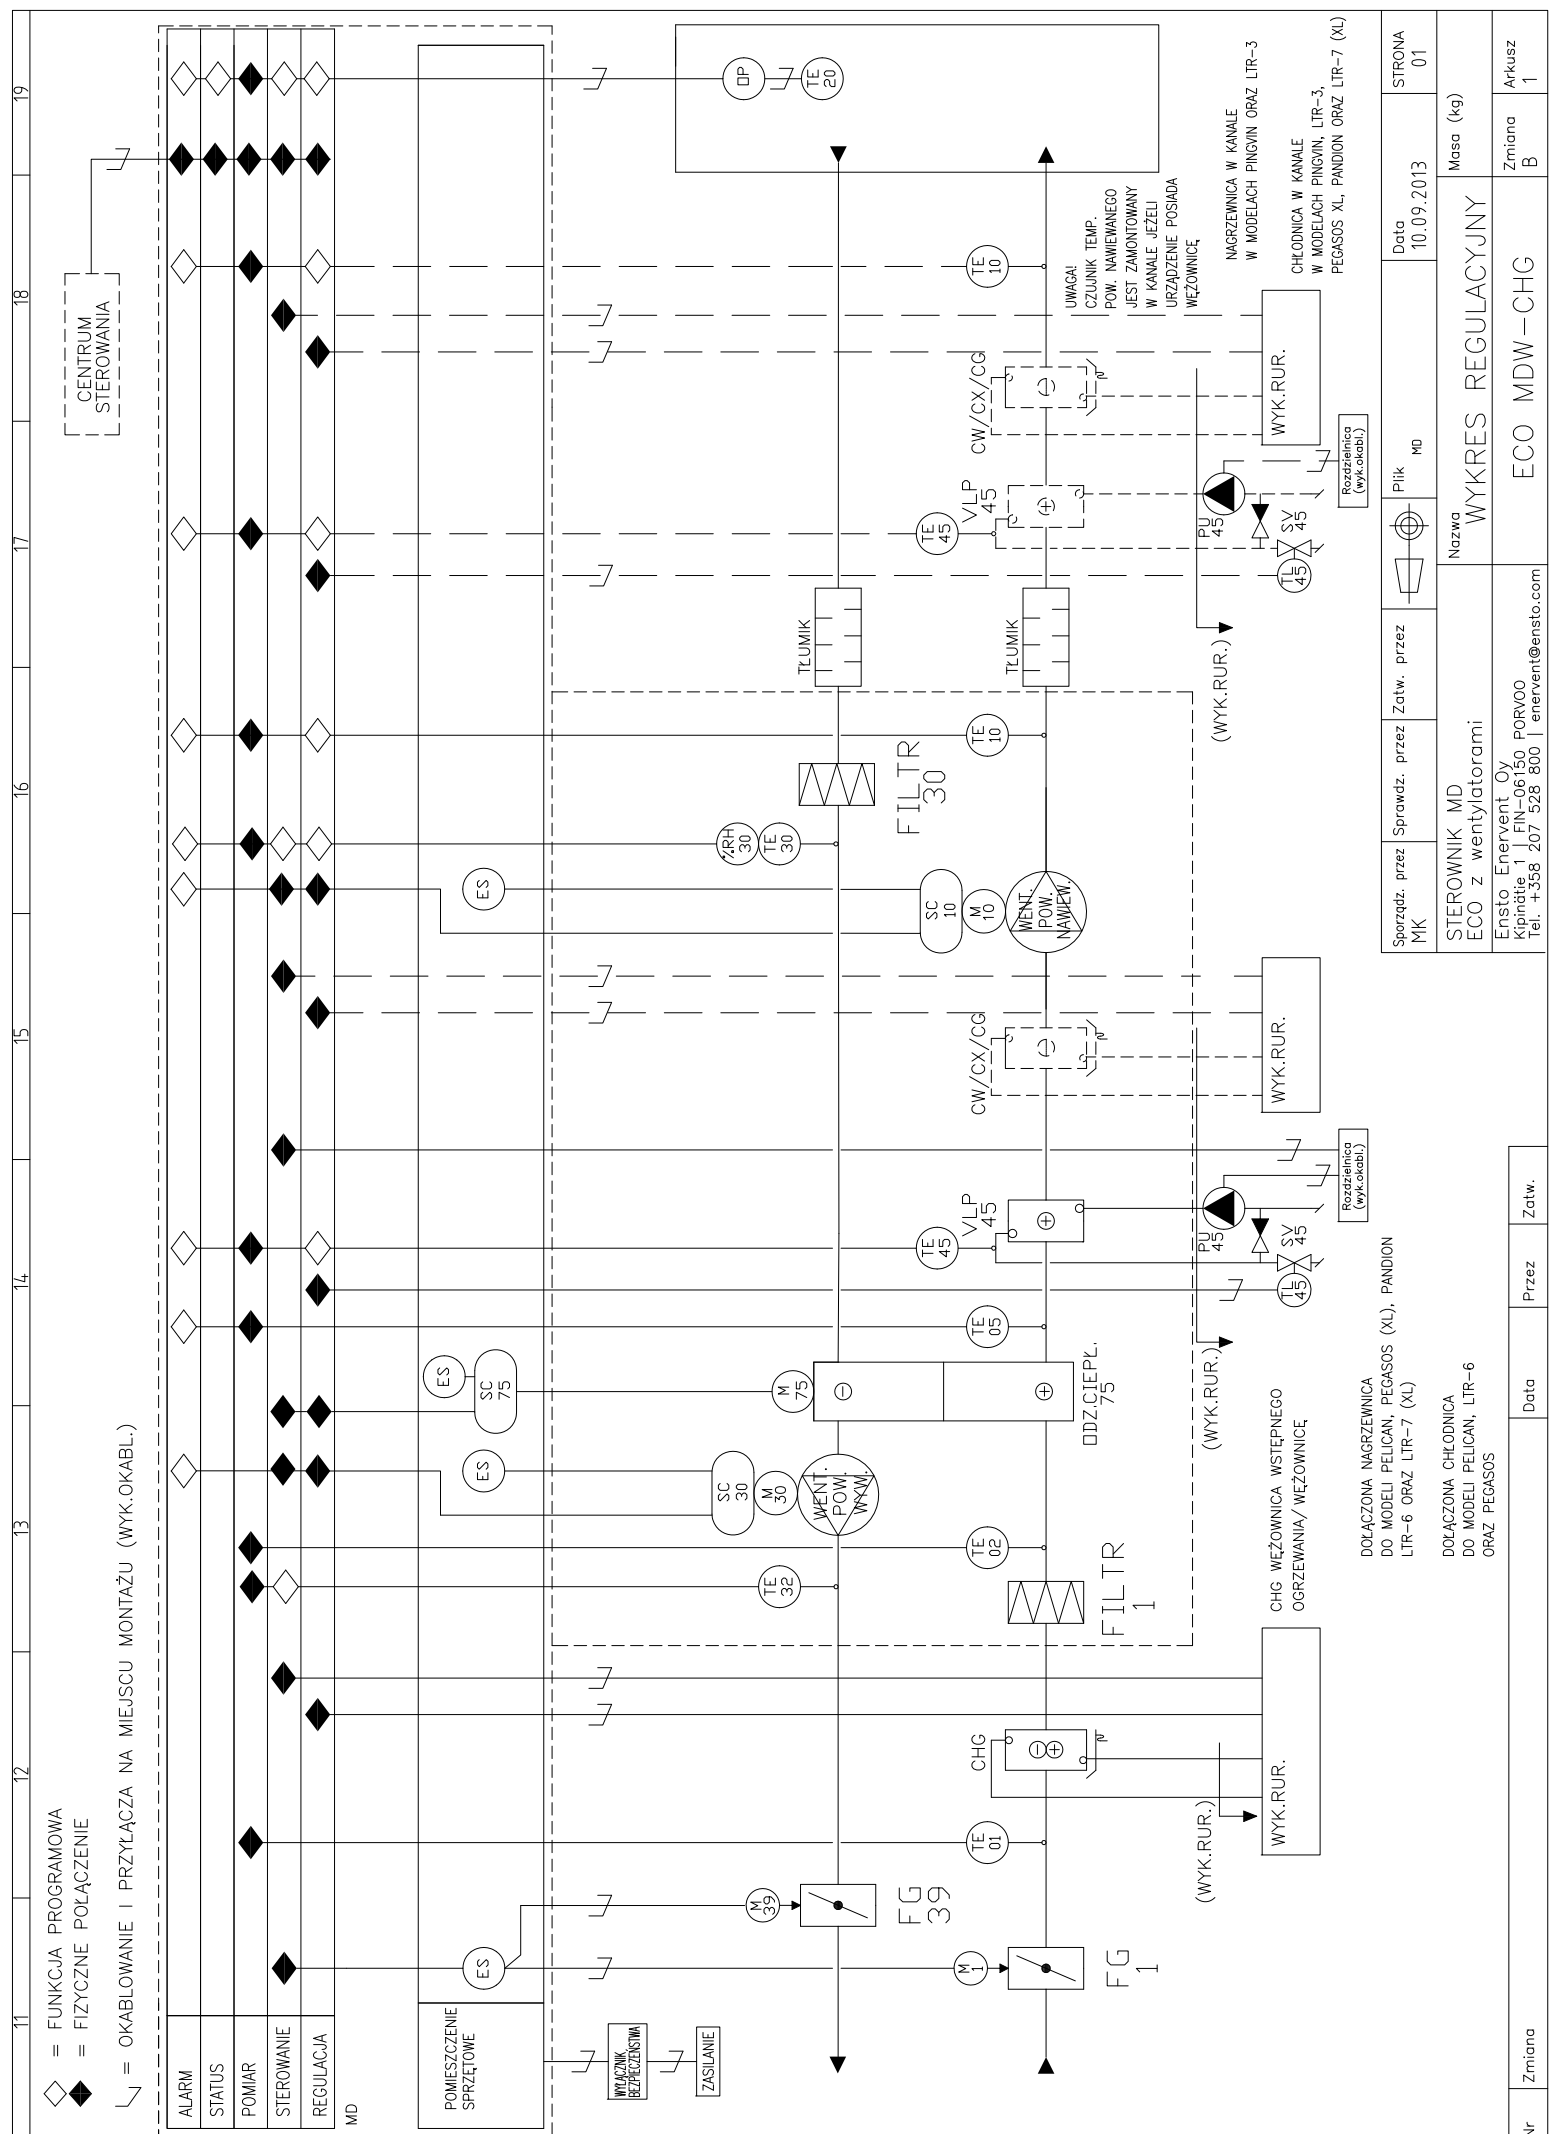 11
12
13
14
15
16
17
18
19
= FUNKCJA PROGRAMOWA
= FIZYCZNE POŁĄCZENIE
= OKABLOWANIE I PRZYŁĄCZA NA MIEJSCU MONTAŻU (WYK.OKABL.)
CENTRUM
STEROWANIA
ALARM
STATUS
POMIAR
STEROWANIE
REGULACJA
MD
POMIESZCZENIE
SPRZĘTOWE
WYŁĄCZNIK
BEZPIECZEŃSTWA
ZASILANIE
ES
ES
SC
75
ES
ES
M
39
FG
39
TE
32
SC
30
M
30
WENT.
POW.
WYW.
M
75
%RH
30
TE
30
FILTR
30
TŁUMIK
OP
TE
20
M
1
FG
1
TE
01
CHG
FILTR
1
TE
02
ODZ.CIEPŁ.
75
TE
05
TE
45
VLP
45
CW/CX/CG
SC
10
M
10
WENT.
POW.
NAWIEW.
TE
10
TŁUMIK
TE
45
VLP
45
CW/CX/CG
TE
10
UWAGA!
CZUJNIK TEMP.
POW. NAWIEWANEGO
JEST ZAMONTOWANY
W KANALE JEŻELI
URZĄDZENIE POSIADA
WĘŻOWNICĘ
(WYK.RUR.)
WYK.RUR.
CHG WĘŻOWNICA WSTĘPNEGO
OGRZEWANIA/ WĘŻOWNICĘ
(WYK.RUR.)
PU
45
SV
45
TL
45
Rozdzielnica
(wyk.okabl.)
WYK.RUR.
(WYK.RUR.)
PU
45
SV
45
TL
45
Rozdzielnica
(wyk.okabl.)
WYK.RUR.
NAGRZEWNICA W KANALE
W MODELACH PINGVIN ORAZ LTR-3
CHŁODNICA W KANALE
W MODELACH PINGVIN, LTR-3,
PEGASOS XL, PANDION ORAZ LTR-7 (XL)
DOŁĄCZONA NAGRZEWNICA
DO MODELI PELICAN, PEGASOS (XL), PANDION
LTR-6 ORAZ LTR-7 (XL)
DOŁĄCZONA CHŁODNICA
DO MODELI PELICAN, LTR-6
ORAZ PEGASOS
Nr
Zmiana
Data
Przez
Zatw.
Sporządz. przez
MK
Sprawdz. przez
Zatw. przez
Plik MD
Data
10.09.2013
STRONA
01
STEROWNIK MD
ECO z wentylatorami
Nazwa
WYKRES REGULACYJNY
Masa (kg)
Ensto Enervent Oy
Kipinätie 1 | FIN-06150 PORVOO
Tel. +358 207 528 800 | enervent@ensto.com
ECO MDW-CHG
Zmiana
B
Arkusz
1